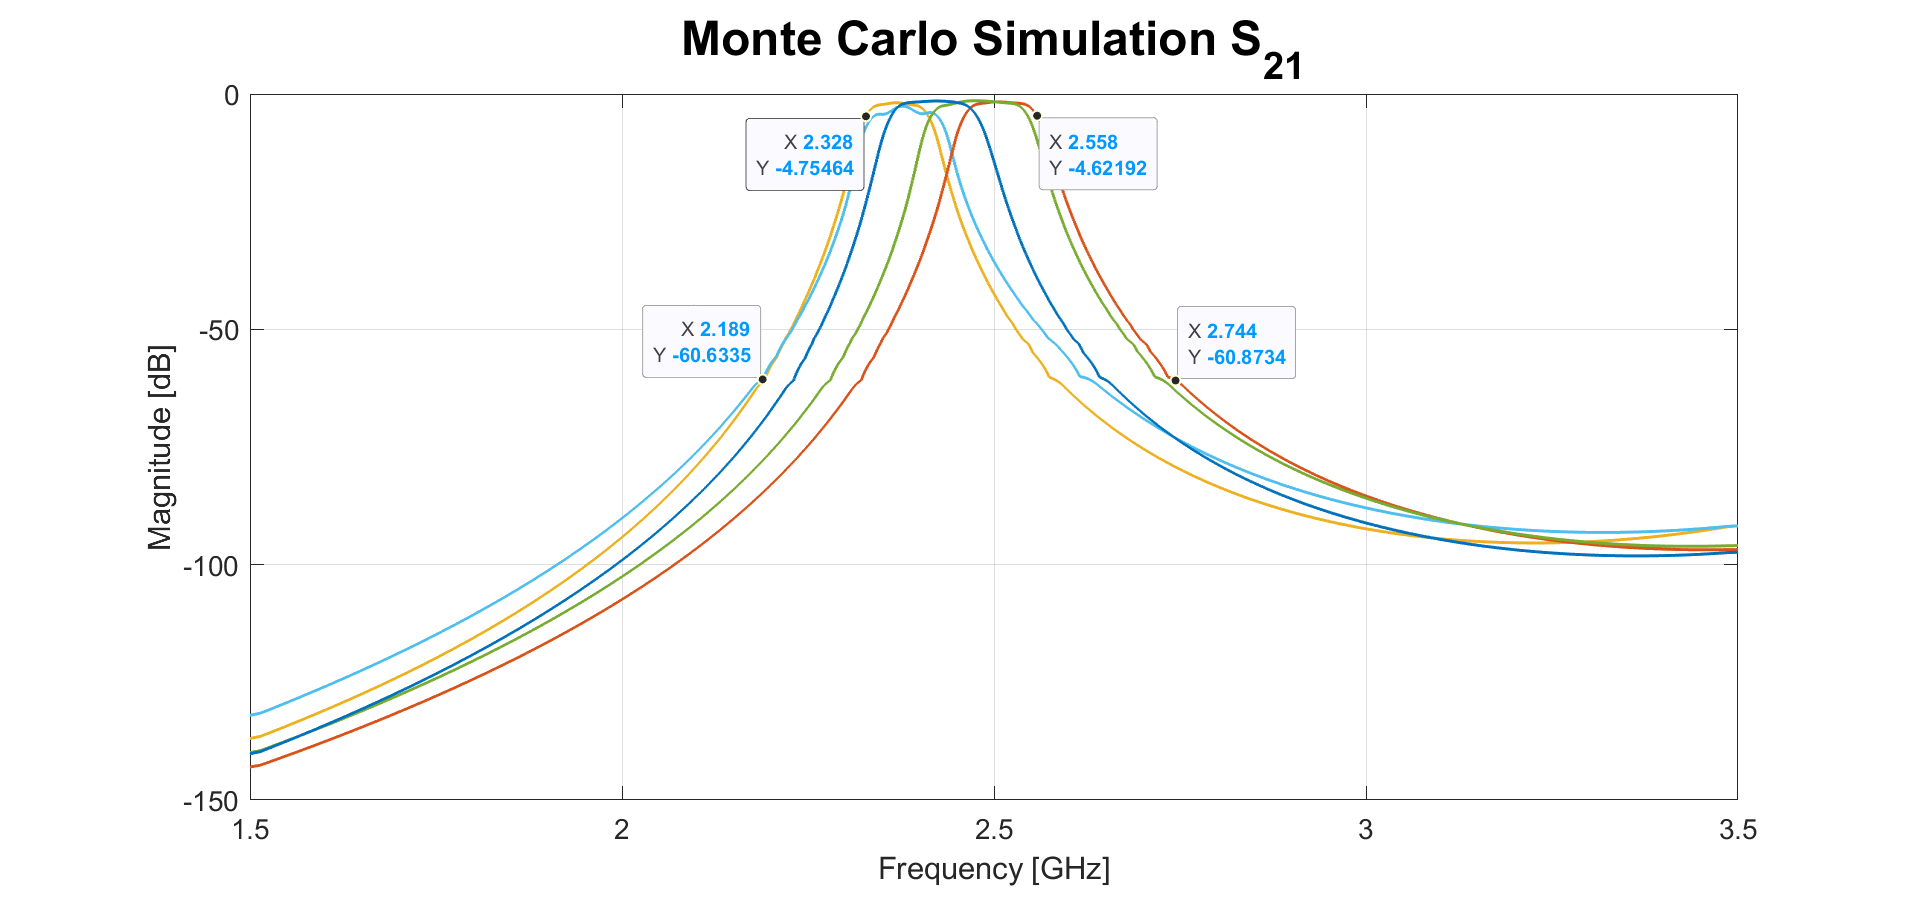 Monte Carlo Simulation S21
0
-50
-100
-150
Magnitude [dB]
X 2.328
Y -4.75464
X 2.558
Y -4.62192
X 2.189
Y -60.6335
X 2.744
Y -60.8734
1.5
2
2.5
3
3.5
Frequency [GHz]